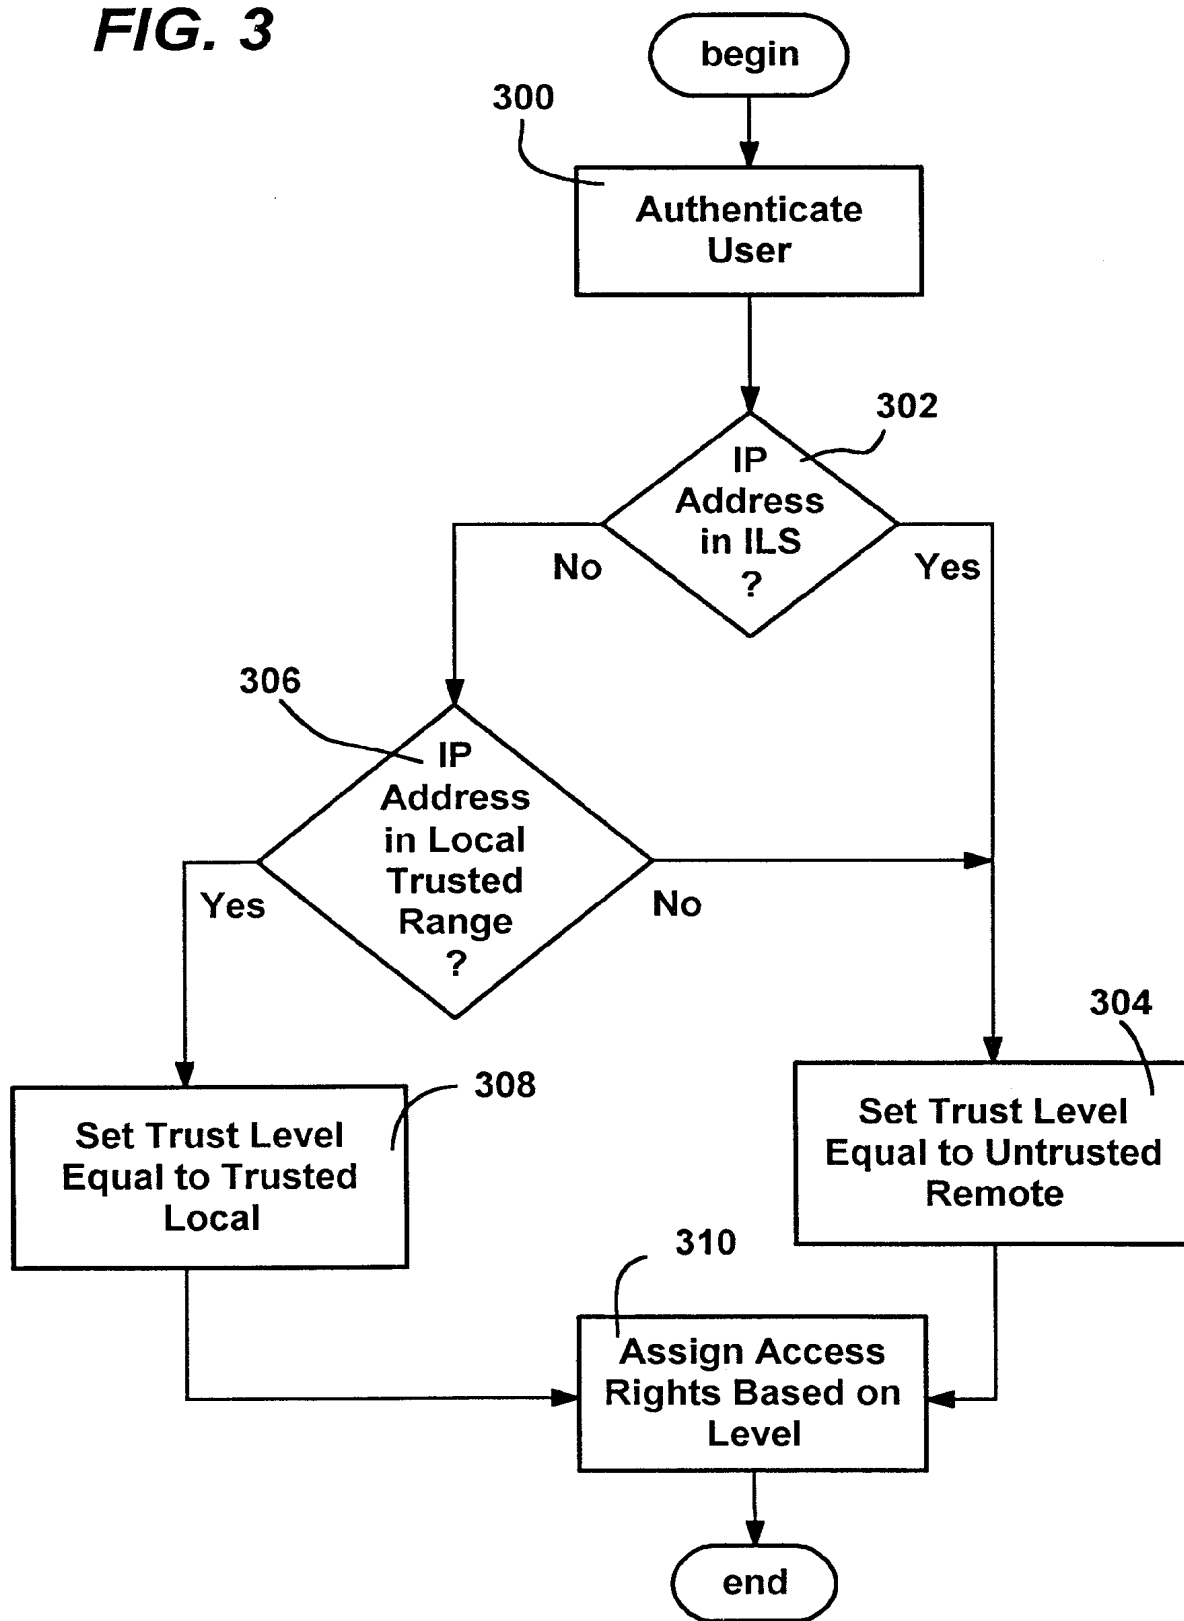 FIG. 3
begin
300
Authenticate
User
302
IP
Address
in ILS
?
No
Yes
306
IP
Address
in Local
Trusted
Range
?
Yes
No
304
308
Set Trust Level
Equal to Trusted
Local
Set Trust Level
Equal to Untrusted
Remote
310
Assign Access
Rights Based on
Level
end